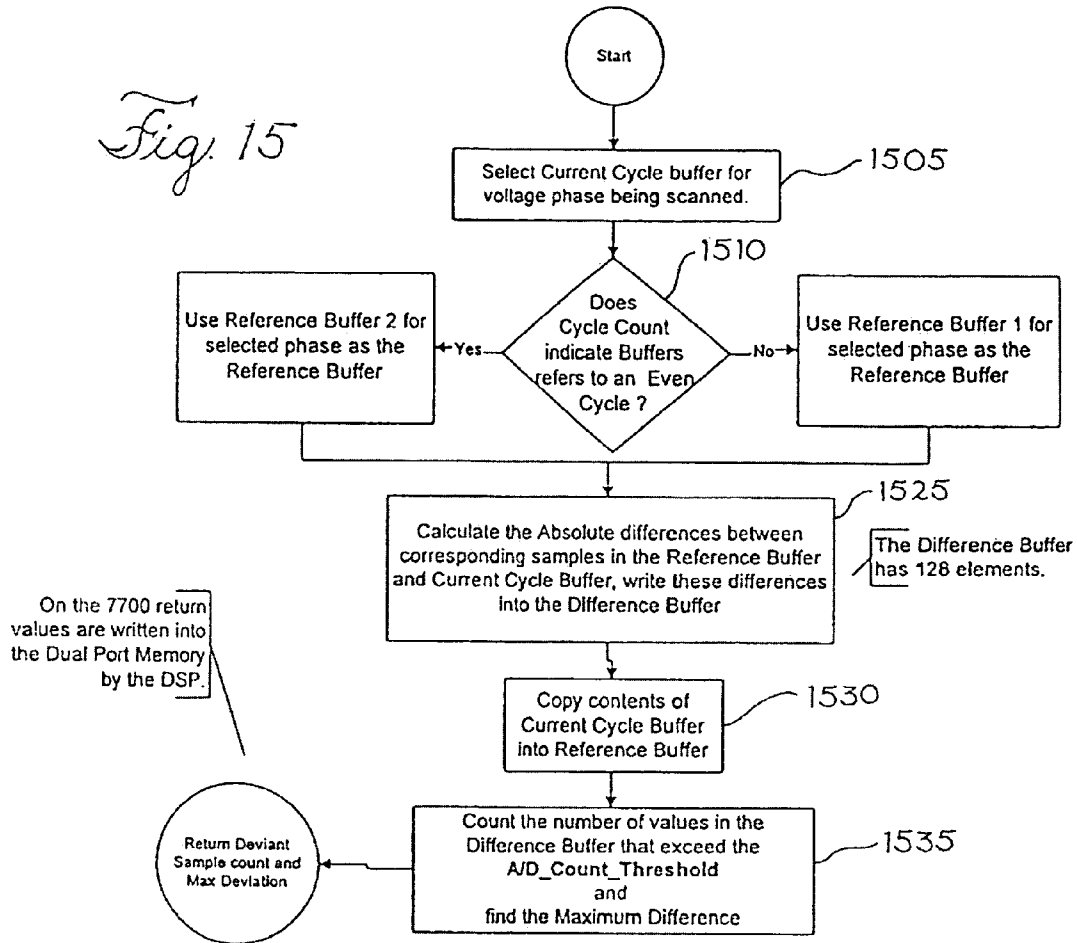 Fig. 15
Start
Select Current Cycle buffer for
voltage phase being scanned.
1505
1510
Does
Cycle Count
indicate Buffers
refers to an Even
Cycle ?
Yes
No
Use Reference Buffer 2 for
selected phase as the
Reference Buffer
Use Reference Buffer 1 for
selected phase as the
Reference Buffer
1525
Calculate the Absolute differences between
corresponding samples in the Reference Buffer
and Current Cycle Buffer, write these differences
into the Difference Buffer
The Difference Buffer
has 128 elements.
On the 7700 return
values are written into
the Dual Port Memory
by the DSP.
1530
Copy contents of
Current Cycle Buffer
into Reference Buffer
1535
Count the number of values in the
Difference Buffer that exceed the
A/D_Count_Threshold
and
find the Maximum Difference
Return Deviant
Sample count and
Max Deviation